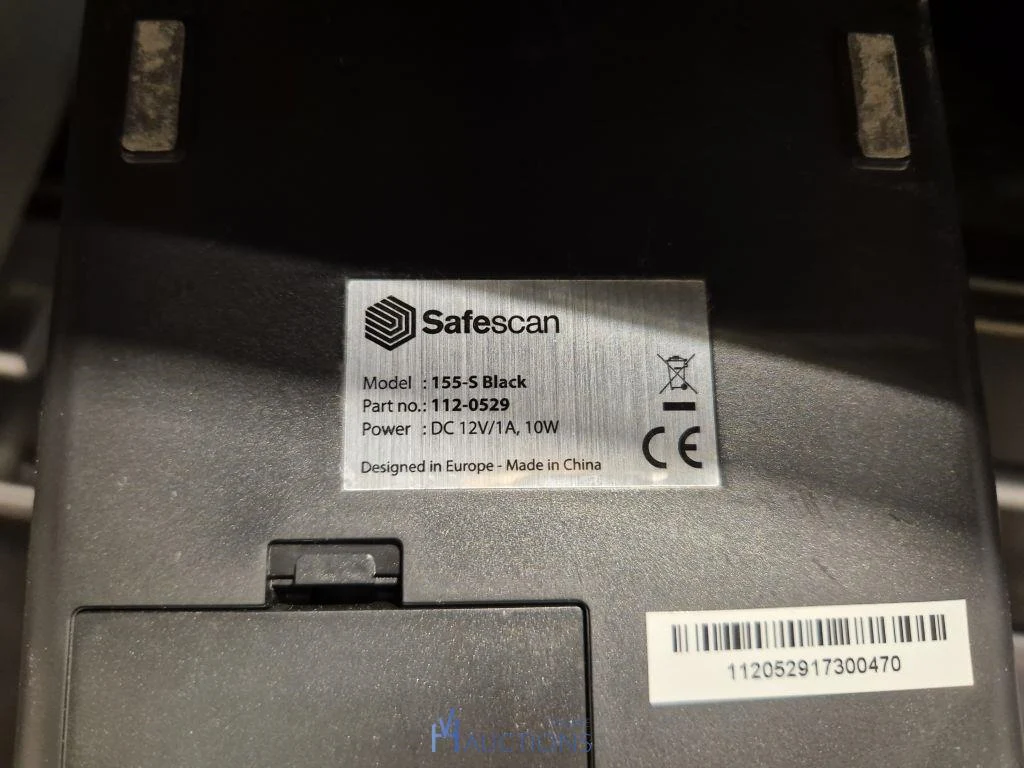 Safescan
Model : 155-S Black
Part no.: 112-0529
Power : DC 12V/1A, 10W
CE
Designed in Europe - Made in China
112052917300470
AUCTIONS